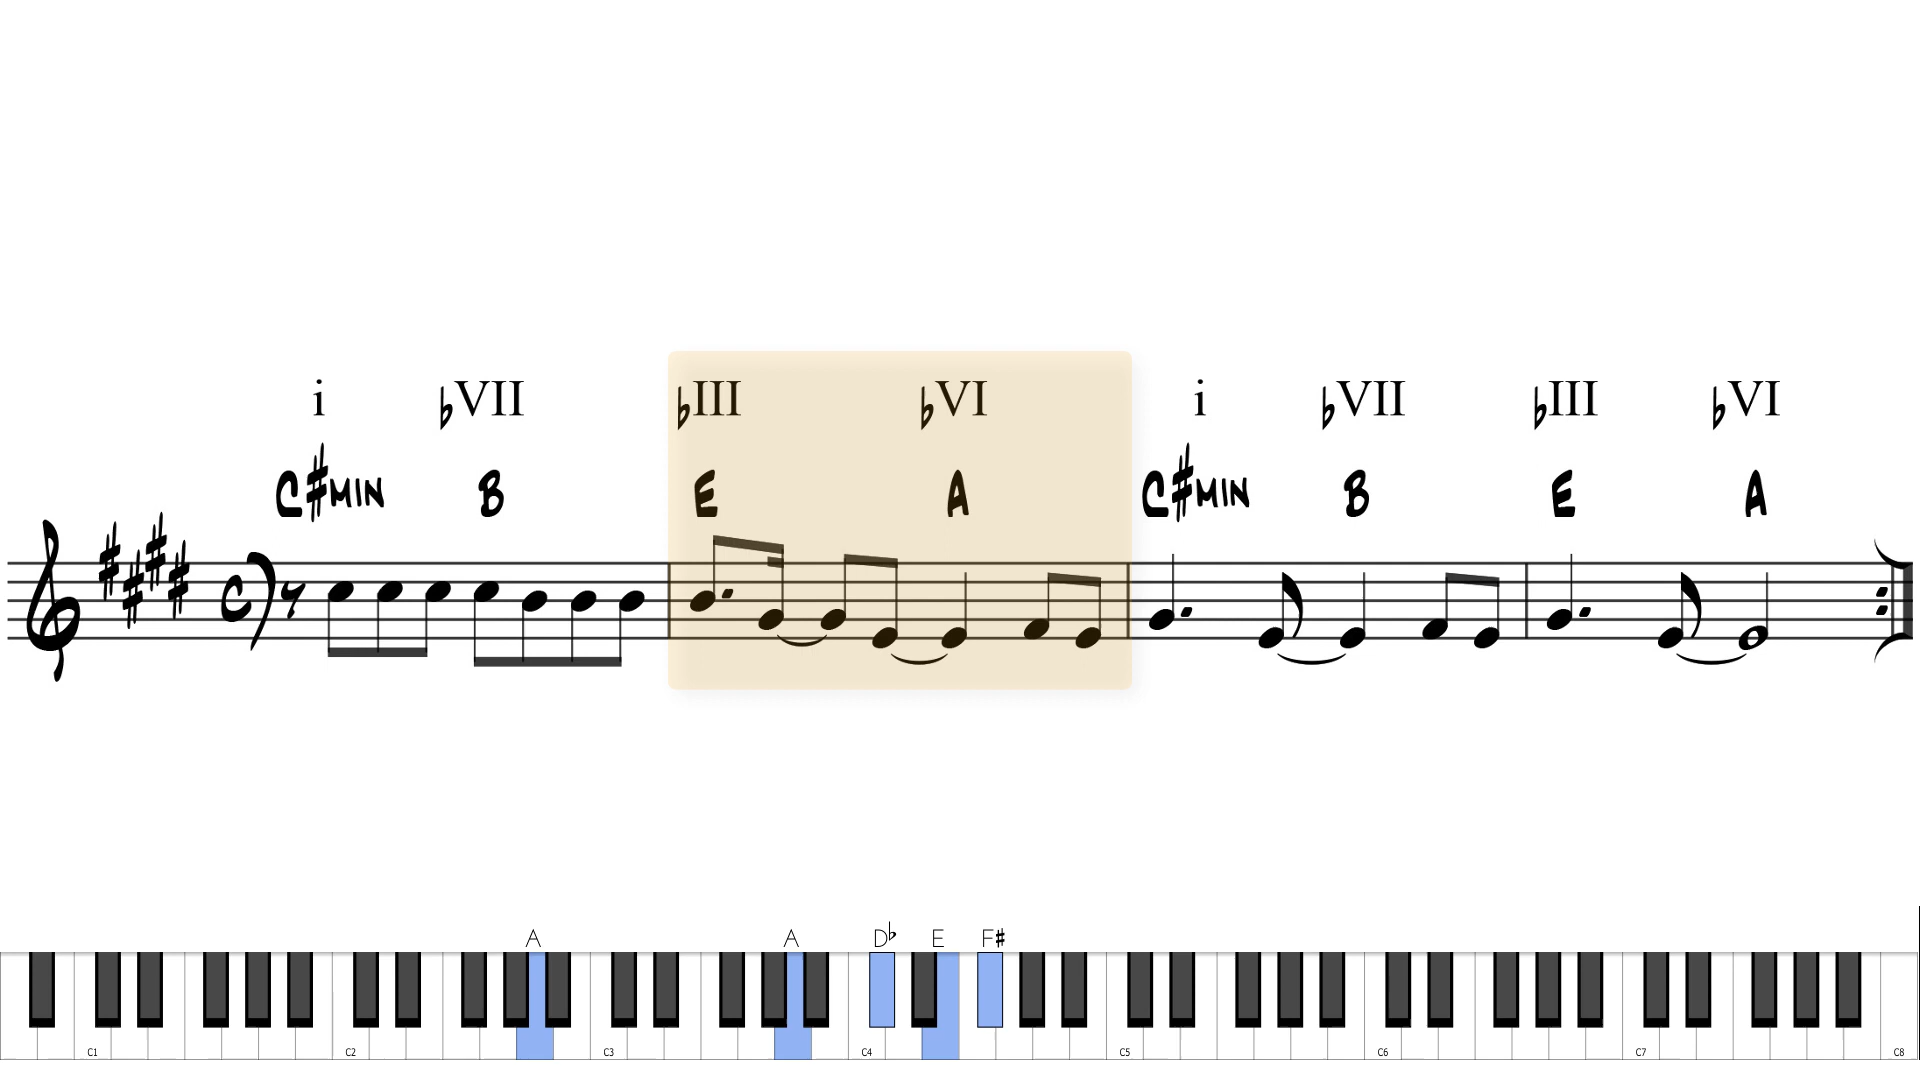 i ♭VII ♭III ♭VI i ♭VII ♭III ♭VI
C#MIN B E A C#MIN B E A
A A D♭ E F#
C1 C2 C3 C4 C5 C6 C7 C8